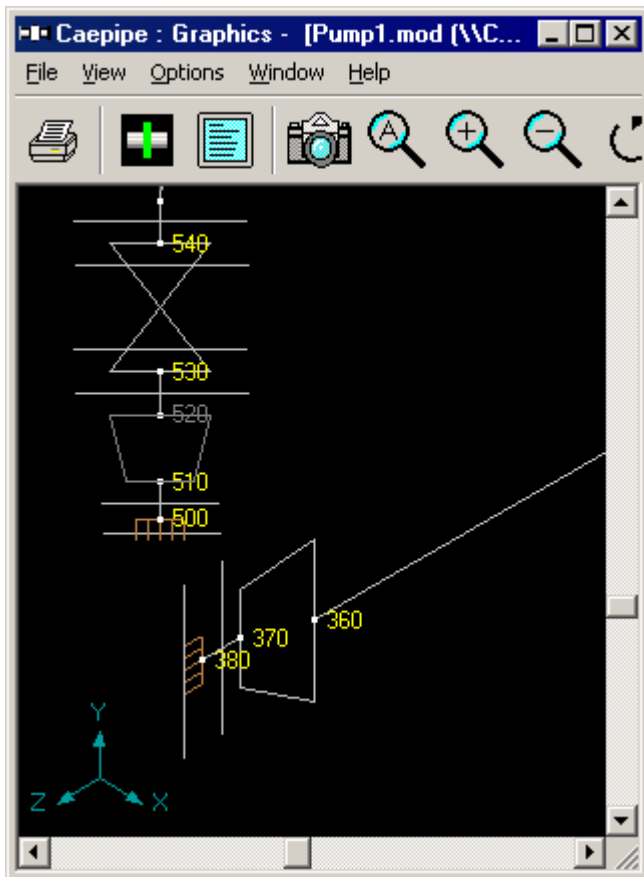 Caepipe : Graphics - [Pump1.mod (\\C...
File View Options Window Help
A
540
530
520
510
500
360
370
380
Y
Z X